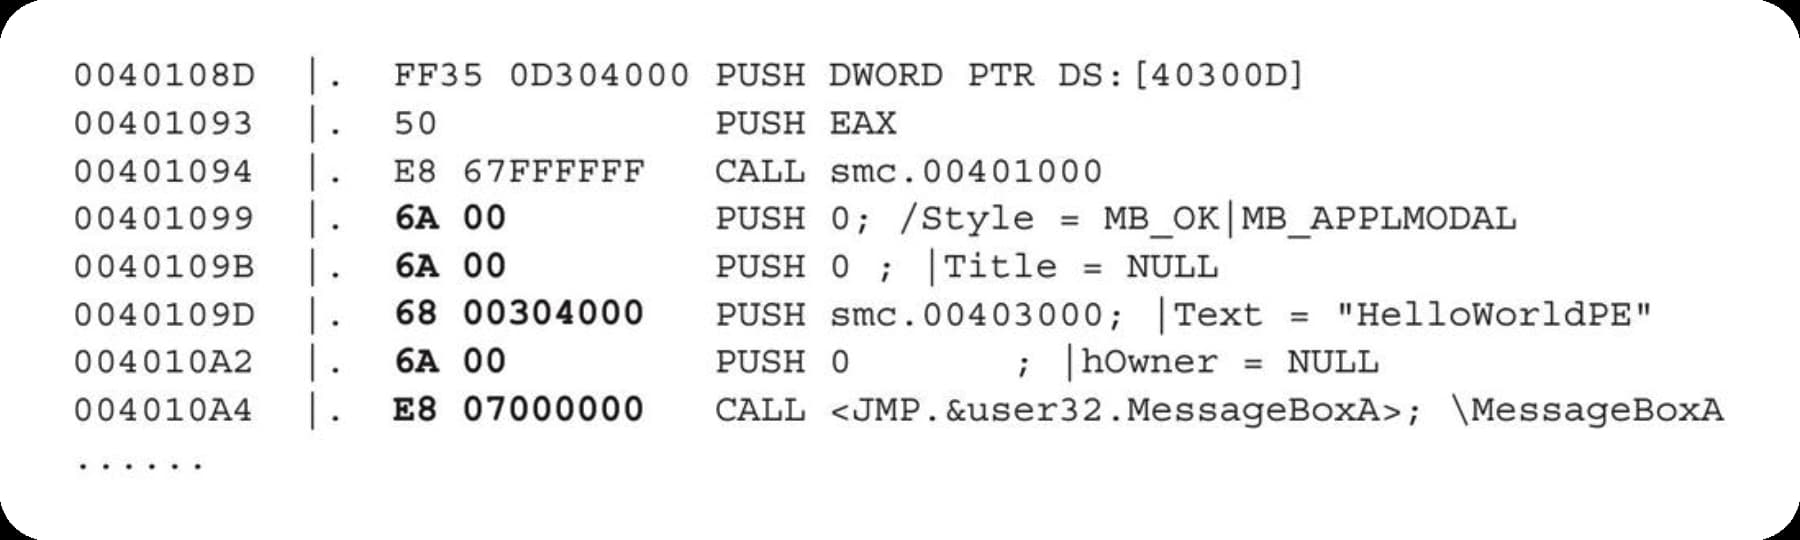 0040108D |. FF35 0D304000 PUSH DWORD PTR DS:[40300D]
00401093 |. 50 PUSH EAX
00401094 |. E8 67FFFFFF CALL smc.00401000
00401099 |. 6A 00 PUSH 0; /Style = MB_OK|MB_APPLMODAL
0040109B |. 6A 00 PUSH 0 ; |Title = NULL
0040109D |. 68 00304000 PUSH smc.00403000; |Text = "HelloWorldPE"
004010A2 |. 6A 00 PUSH 0 ; |hOwner = NULL
004010A4 |. E8 07000000 CALL <JMP.&user32.MessageBoxA>; \MessageBoxA
......